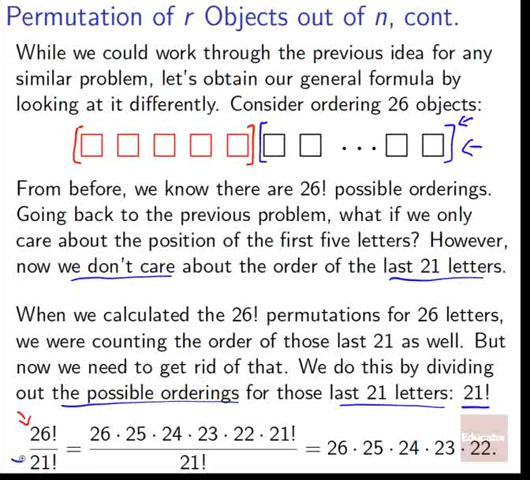 Permutation of r Objects out of n, cont.
While we could work through the previous idea for any
similar problem, let's obtain our general formula by
looking at it differently. Consider ordering 26 objects:
· · ·
From before, we know there are 26! possible orderings.
Going back to the previous problem, what if we only
care about the position of the first five letters? However,
now we don't care about the order of the last 21 letters.
When we calculated the 26! permutations for 26 letters,
we were counting the order of those last 21 as well. But
now we need to get rid of that. We do this by dividing
out the possible orderings for those last 21 letters: 21!
26!/21! = 26 · 25 · 24 · 23 · 22 · 21!/21! = 26 · 25 · 24 · 23 · 22.
Educator